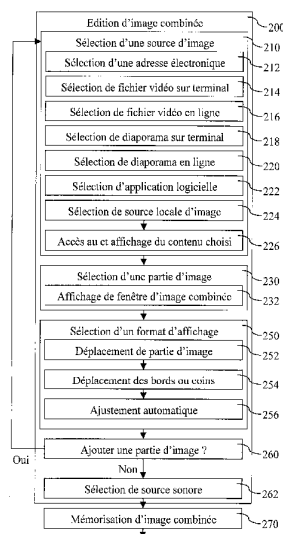 Edition d'image combinée 200
Sélection d'une source d'image 210
Sélection d'une adresse électronique 212
Sélection de fichier vidéo sur terminal 214
Sélection de fichier vidéo en ligne 216
Sélection de diaporama sur terminal 218
Sélection de diaporama en ligne 220
Sélection d'application logicielle 222
Sélection de source locale d'image 224
Accès au et affichage du contenu choisi 226
Sélection d'une partie d'image 230
Affichage de fenêtre d'image combinée 232
Sélection d'un format d'affichage 250
Déplacement de partie d'image 252
Déplacement des bords ou coins 254
Ajustement automatique 256
Ajouter une partie d'image ? 260
Oui
Non
Sélection de source sonore 262
Mémorisation d'image combinée 270